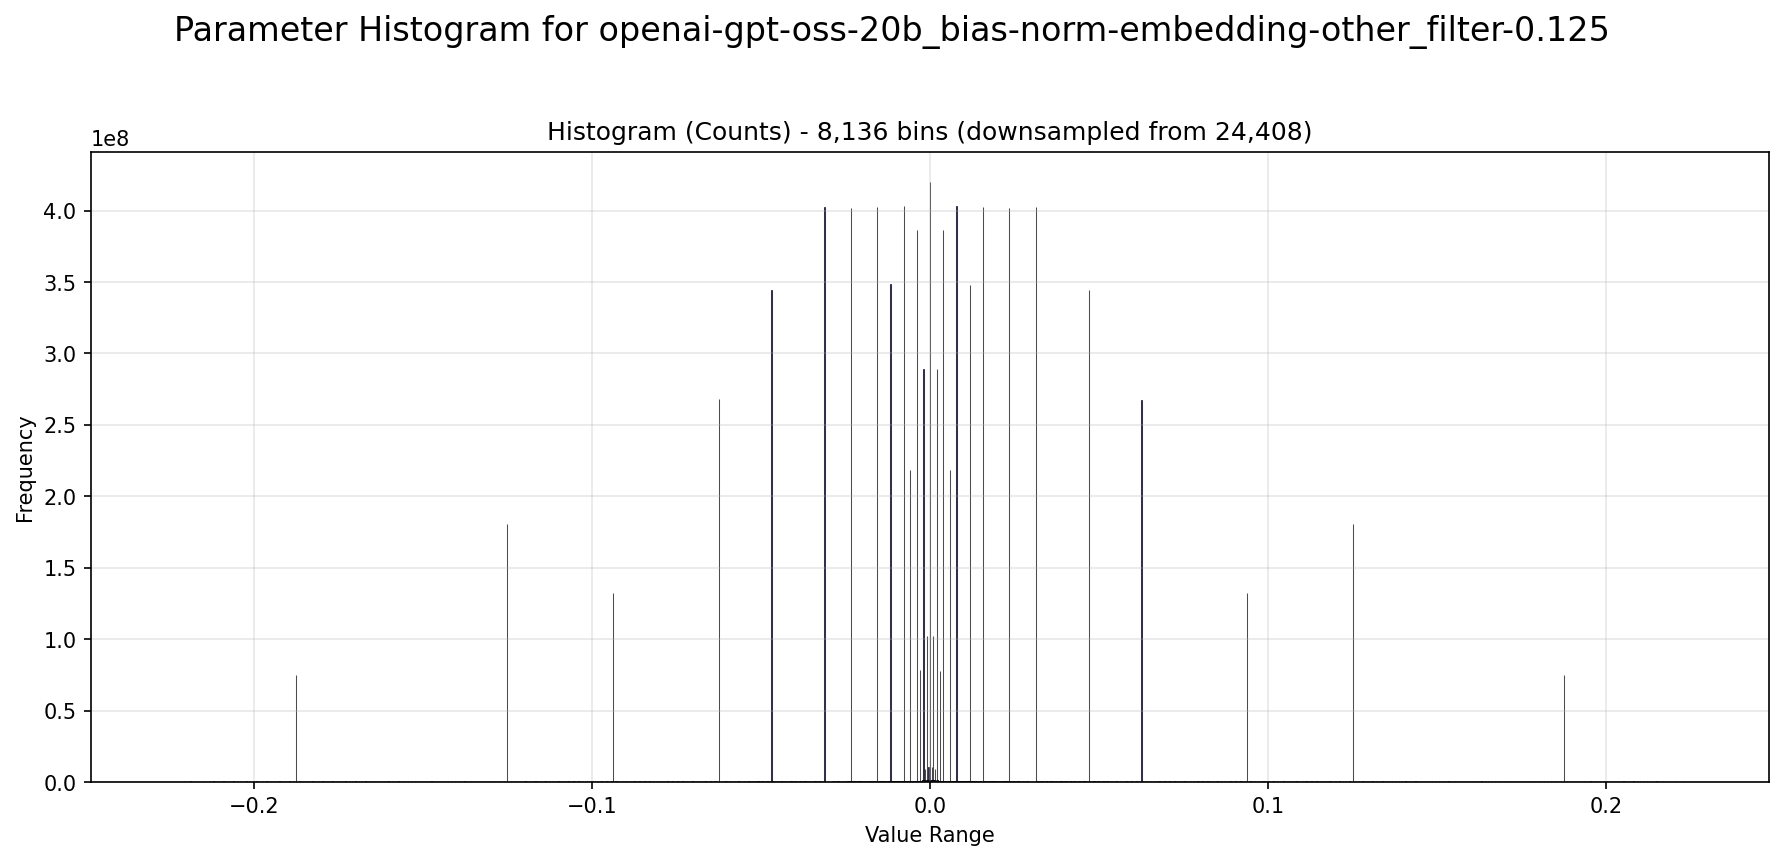 Parameter Histogram for openai-gpt-oss-20b_bias-norm-embedding-other_filter-0.125
Histogram (Counts) - 8,136 bins (downsampled from 24,408)
1e8
4.0
3.5
3.0
2.5
2.0
1.5
1.0
0.5
0.0
Frequency
−0.2 −0.1 0.0 0.1 0.2
Value Range